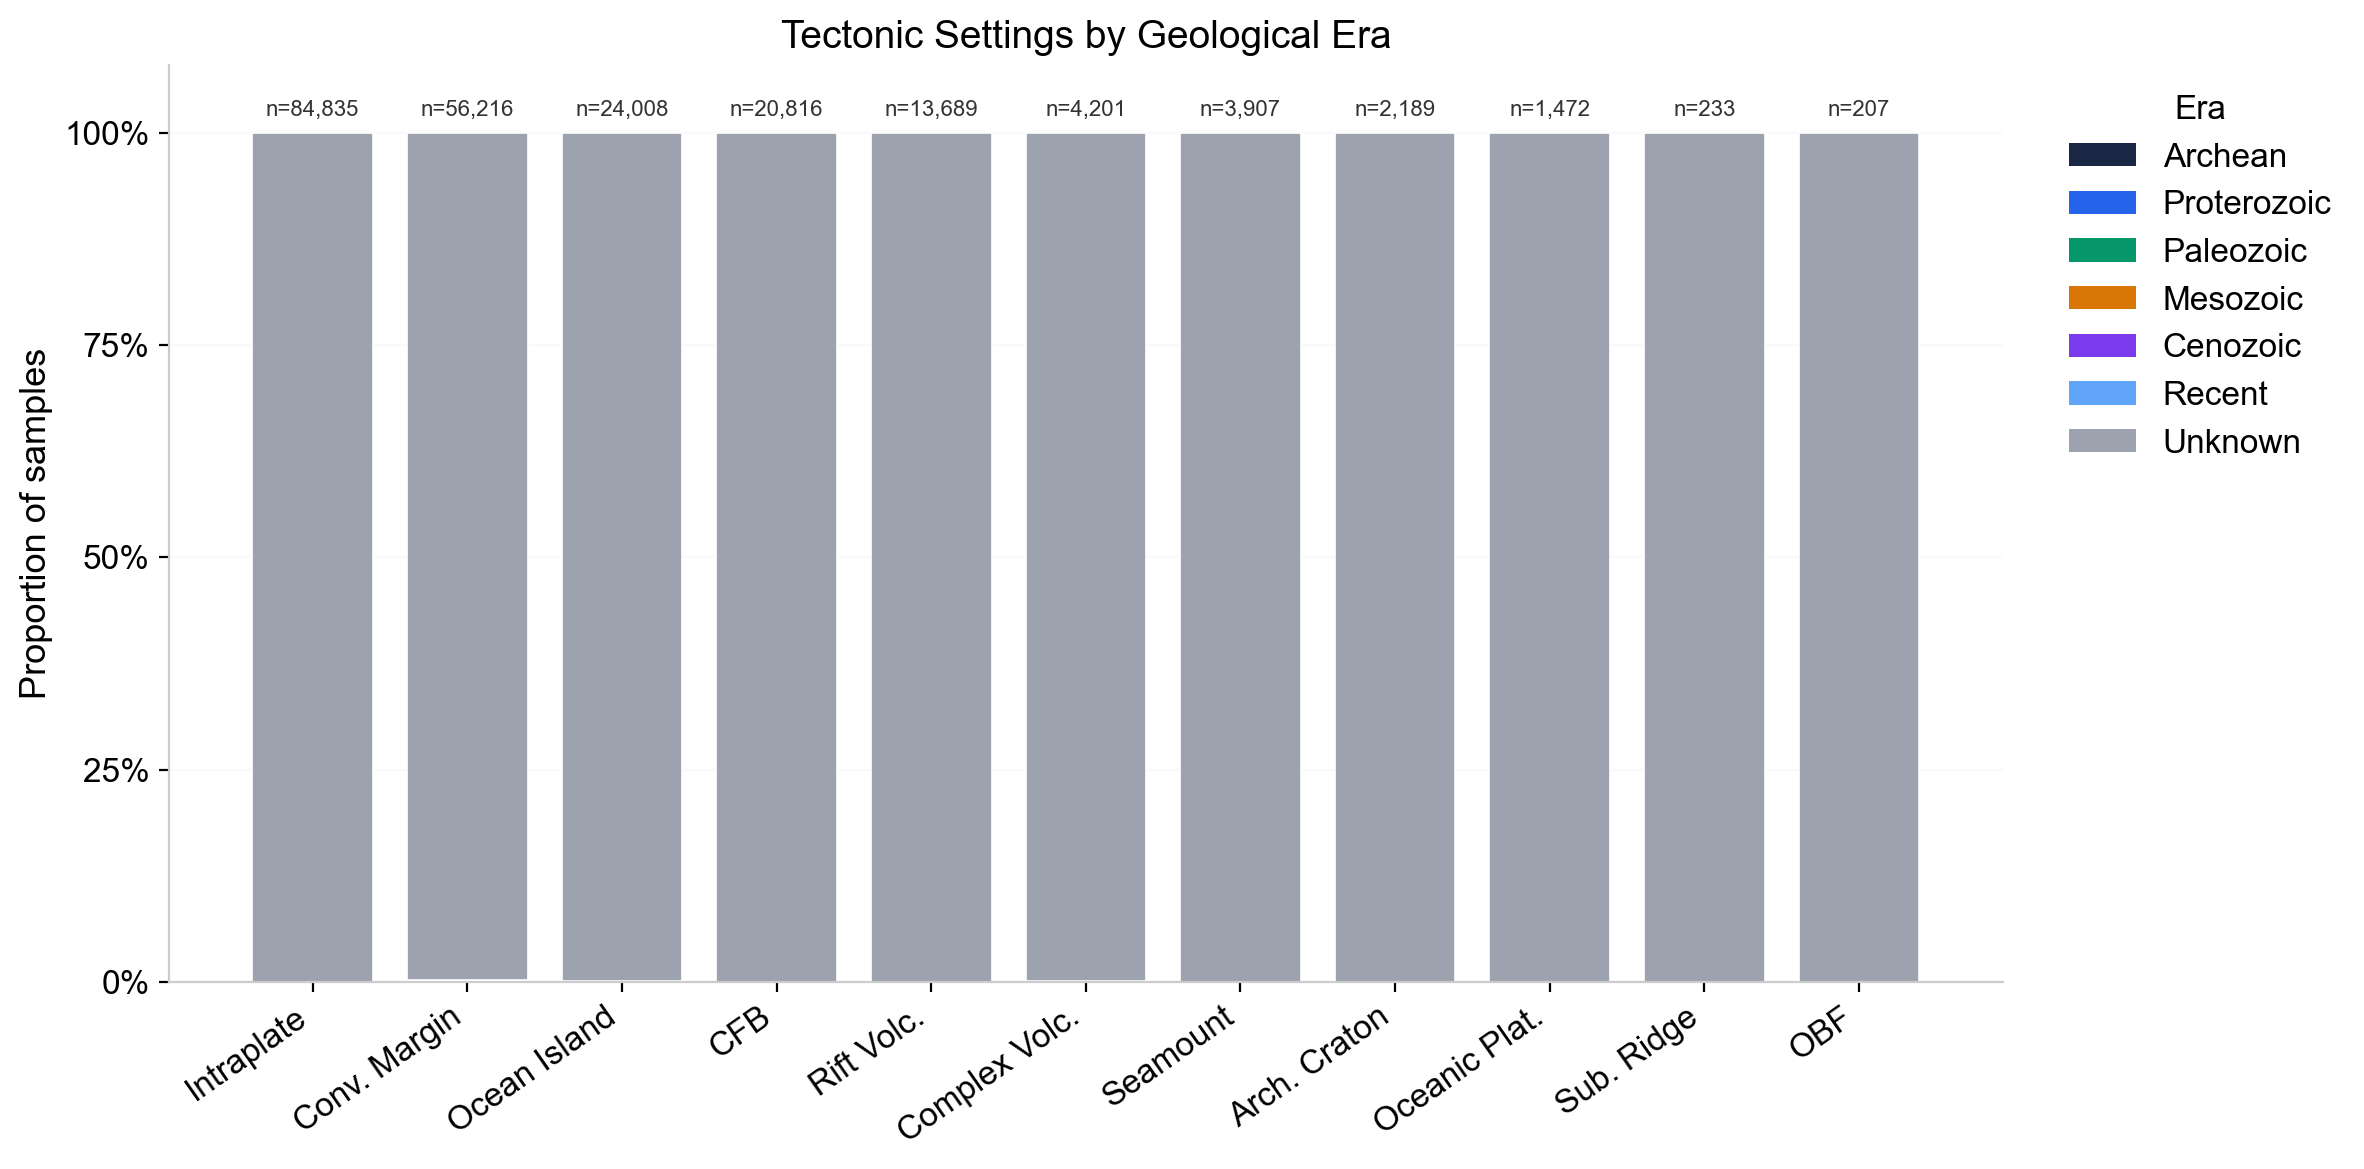 Tectonic Settings by Geological Era
n=84,835 n=56,216 n=24,008 n=20,816 n=13,689 n=4,201 n=3,907 n=2,189 n=1,472 n=233 n=207
100%
75%
50%
25%
0%
Proportion of samples
Intraplate
Conv. Margin
Ocean Island
CFB
Rift Volc.
Complex Volc.
Seamount
Arch. Craton
Oceanic Plat.
Sub. Ridge
OBF
Era
Archean
Proterozoic
Paleozoic
Mesozoic
Cenozoic
Recent
Unknown